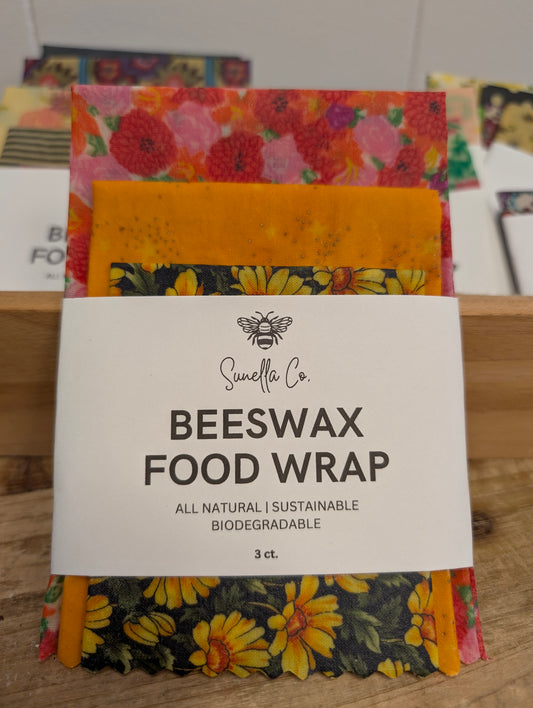 Sunella Co.
BEESWAX
FOOD WRAP
ALL NATURAL | SUSTAINABLE
BIODEGRADABLE
3 ct.